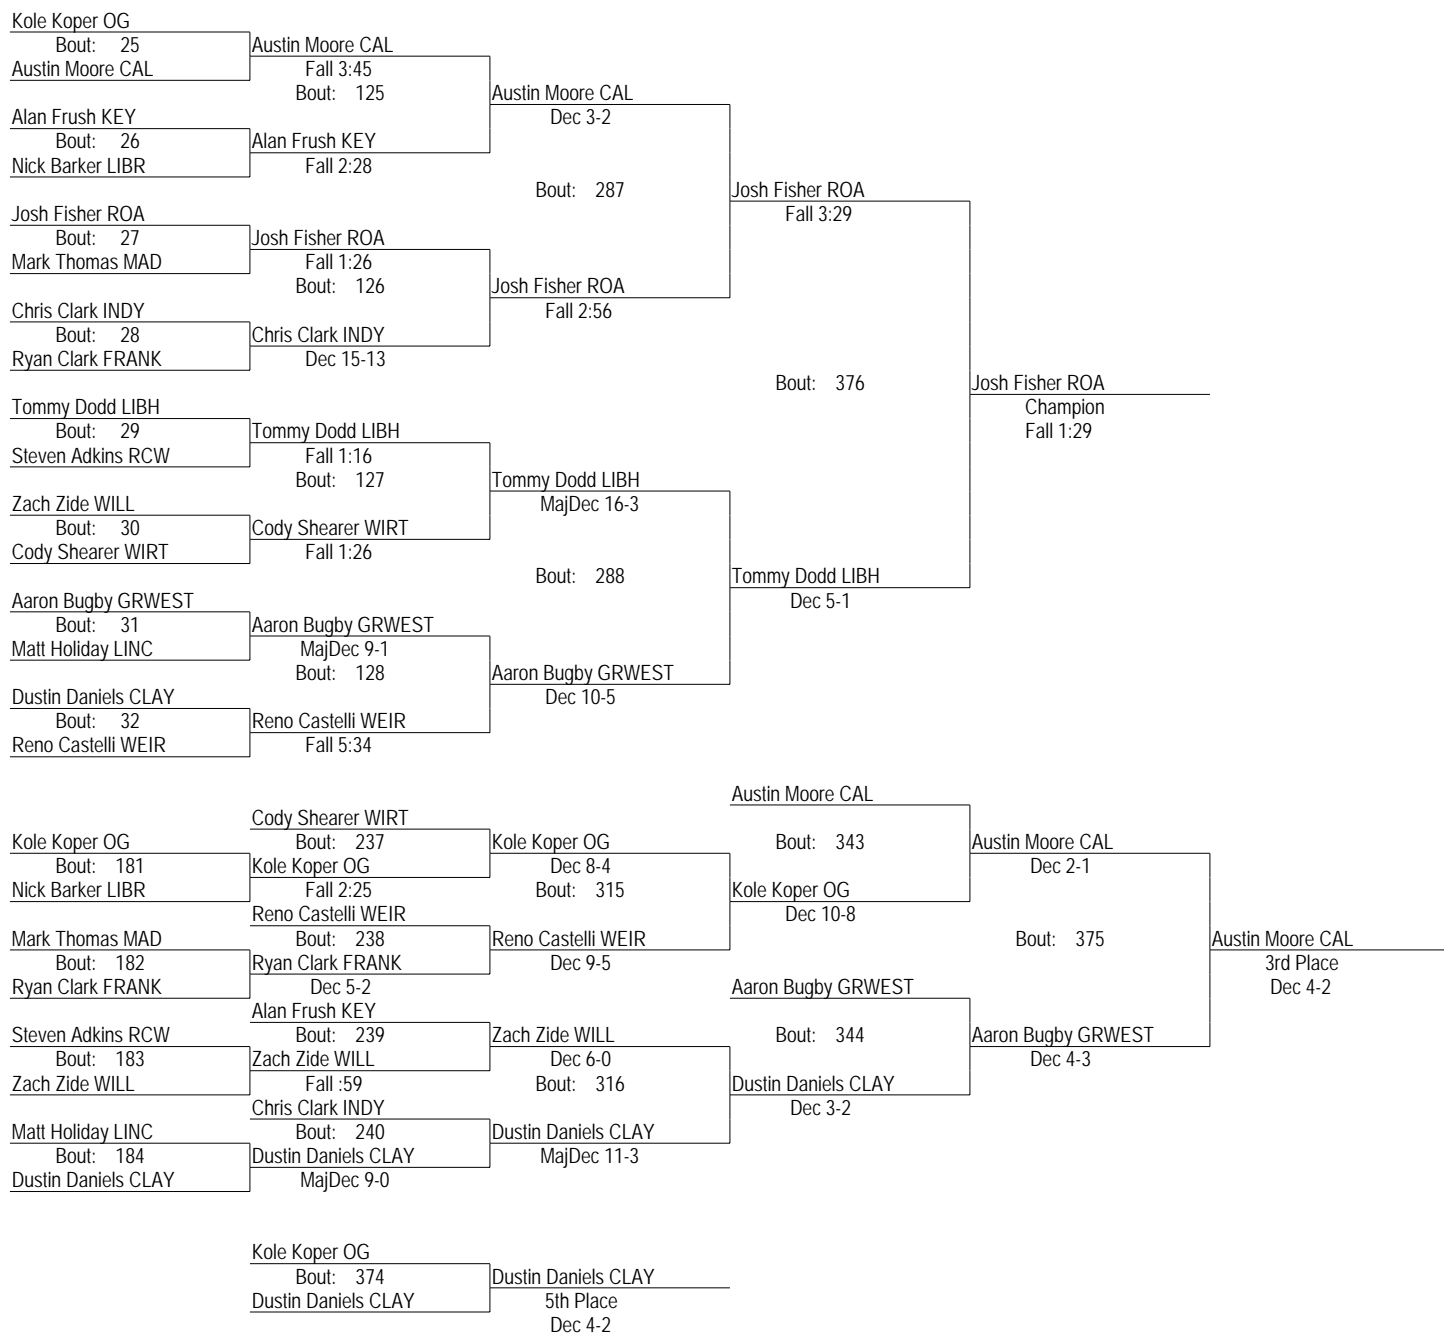 Kole Koper OG
Bout: 25
Austin Moore CAL
Austin Moore CAL
Fall 3:45
Bout: 125
Austin Moore CAL
Dec 3-2
Alan Frush KEY
Bout: 26
Nick Barker LIBR
Alan Frush KEY
Fall 2:28
Bout: 287
Josh Fisher ROA
Fall 3:29
Josh Fisher ROA
Bout: 27
Mark Thomas MAD
Josh Fisher ROA
Fall 1:26
Bout: 126
Josh Fisher ROA
Fall 2:56
Chris Clark INDY
Bout: 28
Ryan Clark FRANK
Chris Clark INDY
Dec 15-13
Bout: 376
Josh Fisher ROA
Champion
Fall 1:29
Tommy Dodd LIBH
Bout: 29
Steven Adkins RCW
Tommy Dodd LIBH
Fall 1:16
Bout: 127
Tommy Dodd LIBH
MajDec 16-3
Zach Zide WILL
Bout: 30
Cody Shearer WIRT
Cody Shearer WIRT
Fall 1:26
Bout: 288
Tommy Dodd LIBH
Dec 5-1
Aaron Bugby GRWEST
Bout: 31
Matt Holiday LINC
Aaron Bugby GRWEST
MajDec 9-1
Bout: 128
Aaron Bugby GRWEST
Dec 10-5
Dustin Daniels CLAY
Bout: 32
Reno Castelli WEIR
Reno Castelli WEIR
Fall 5:34
Austin Moore CAL
Cody Shearer WIRT
Bout: 237
Kole Koper OG
Bout: 181
Nick Barker LIBR
Kole Koper OG
Fall 2:25
Kole Koper OG
Dec 8-4
Bout: 315
Bout: 343
Kole Koper OG
Dec 10-8
Austin Moore CAL
Dec 2-1
Reno Castelli WEIR
Bout: 238
Mark Thomas MAD
Bout: 182
Ryan Clark FRANK
Ryan Clark FRANK
Dec 5-2
Reno Castelli WEIR
Dec 9-5
Bout: 375
Austin Moore CAL
3rd Place
Dec 4-2
Aaron Bugby GRWEST
Alan Frush KEY
Bout: 239
Steven Adkins RCW
Bout: 183
Zach Zide WILL
Zach Zide WILL
Fall :59
Zach Zide WILL
Dec 6-0
Bout: 316
Bout: 344
Dustin Daniels CLAY
Dec 3-2
Aaron Bugby GRWEST
Dec 4-3
Chris Clark INDY
Bout: 240
Matt Holiday LINC
Bout: 184
Dustin Daniels CLAY
Dustin Daniels CLAY
MajDec 9-0
Dustin Daniels CLAY
MajDec 11-3
Kole Koper OG
Bout: 374
Dustin Daniels CLAY
Dustin Daniels CLAY
5th Place
Dec 4-2